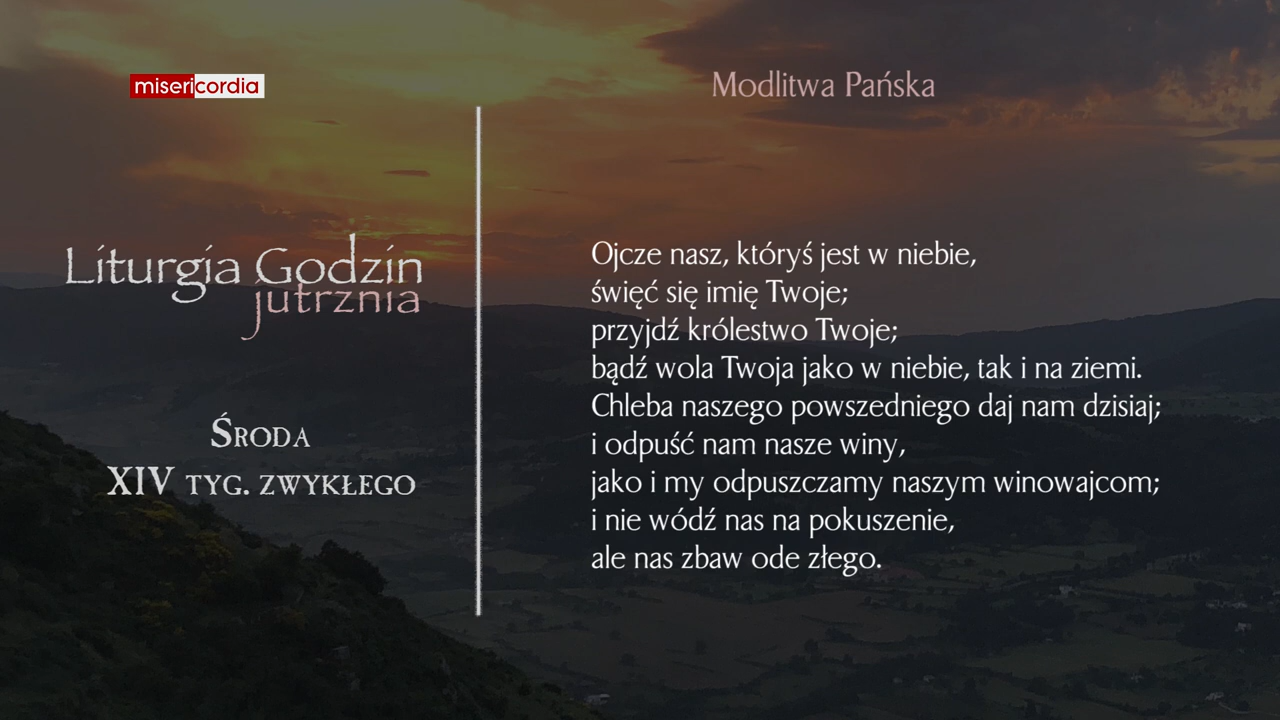 misericordia
Liturgia Godzin
jutrznia
Środa
XIV tyg. zwykłego
Modlitwa Pańska
Ojcze nasz, któryś jest w niebie,
święć się imię Twoje;
przyjdź królestwo Twoje;
bądź wola Twoja jako w niebie, tak i na ziemi.
Chleba naszego powszedniego daj nam dzisiaj;
i odpuść nam nasze winy,
jako i my odpuszczamy naszym winowajcom;
i nie wódź nas na pokuszenie,
ale nas zbaw ode złego.